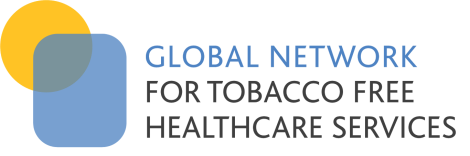 GLOBAL NETWORK
FOR TOBACCO FREE
HEALTHCARE SERVICES